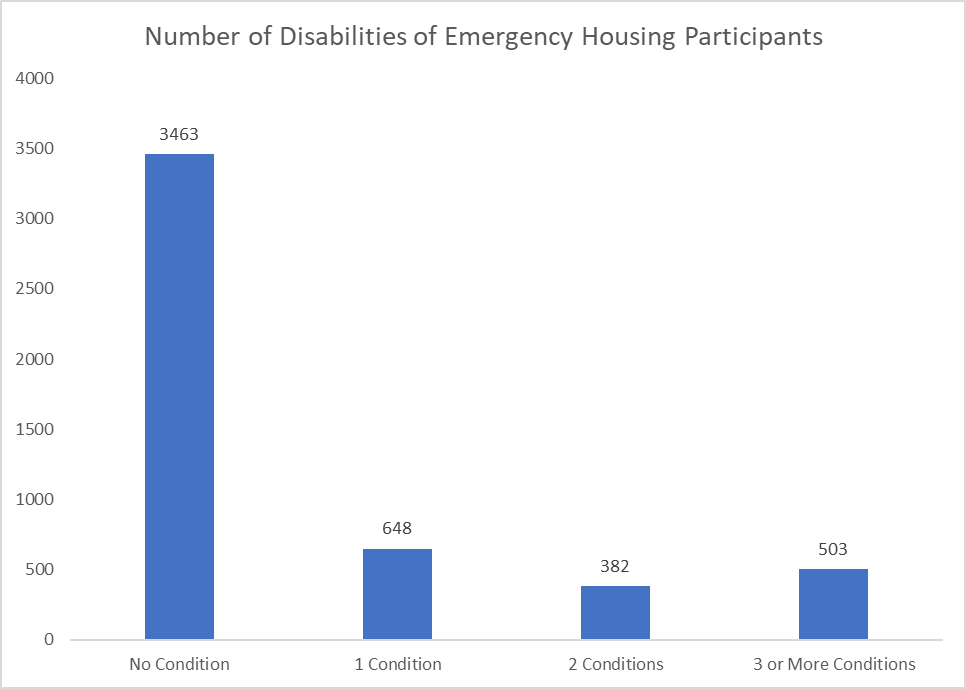 Number of Disabilities of Emergency Housing Participants
4000
3500
3000
2500
2000
1500
1000
500
0
3463
648
382
503
No Condition
1 Condition
2 Conditions
3 or More Conditions